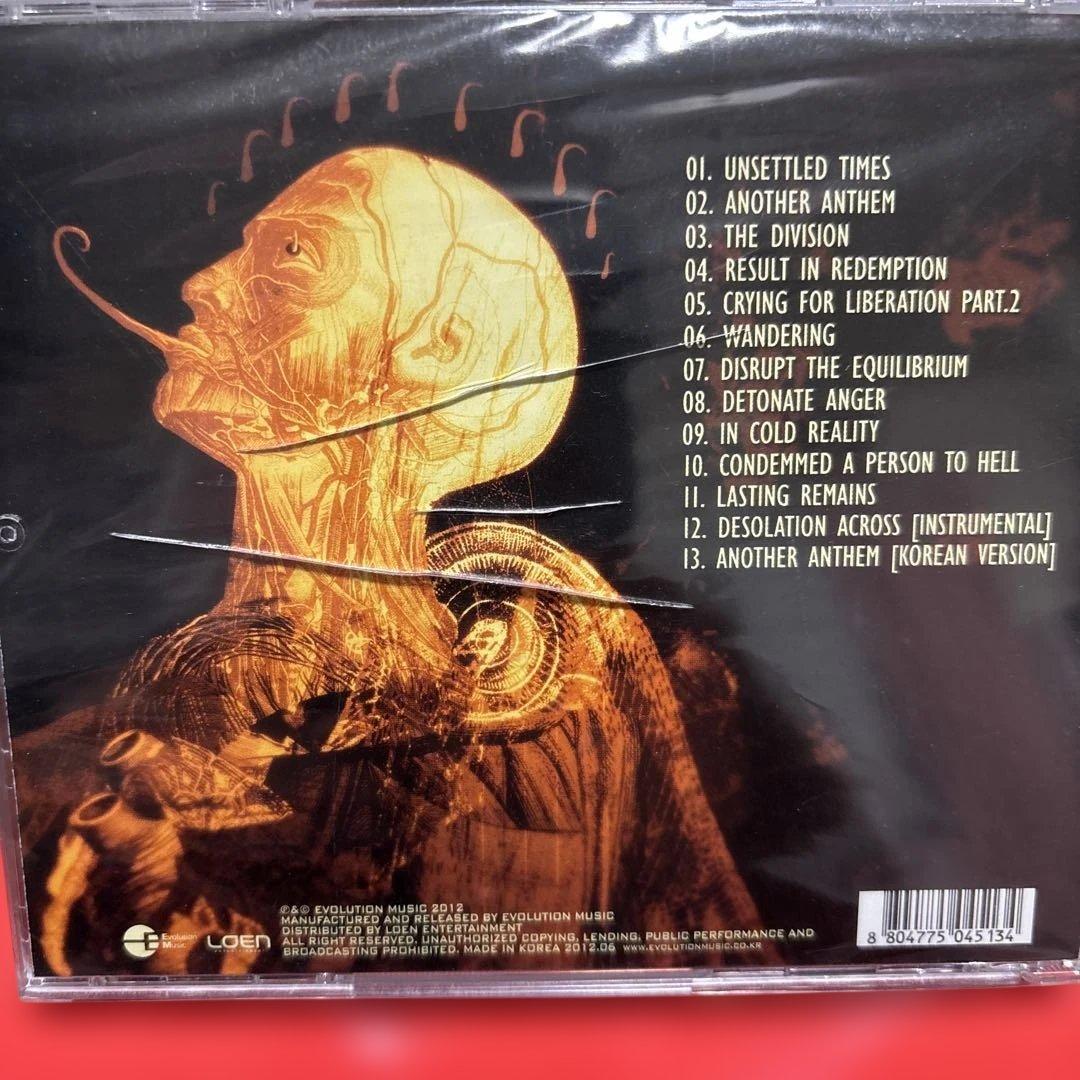 01. UNSETTLED TIMES
02. ANOTHER ANTHEM
03. THE DIVISION
04. RESULT IN REDEMPTION
05. CRYING FOR LIBERATION PART.2
06. WANDERING
07. DISRUPT THE EQUILIBRIUM
08. DETONATE ANGER
09. IN COLD REALITY
10. CONDEMMED A PERSON TO HELL
11. LASTING REMAINS
12. DESOLATION ACROSS [INSTRUMENTAL]
13. ANOTHER ANTHEM [KOREAN VERSION]
Evolution
Music
LOEN
℗&© EVOLUTION MUSIC 2012
MANUFACTURED AND RELEASED BY EVOLUTION MUSIC
DISTRIBUTED BY LOEN ENTERTAINMENT
ALL RIGHT RESERVED. UNAUTHORIZED COPYING, LENDING, PUBLIC PERFORMANCE AND
BROADCASTING PROHIBITED. MADE IN KOREA 2012.06 WWW.EVOLUTIONMUSIC.CO.KR
8 804775 045134